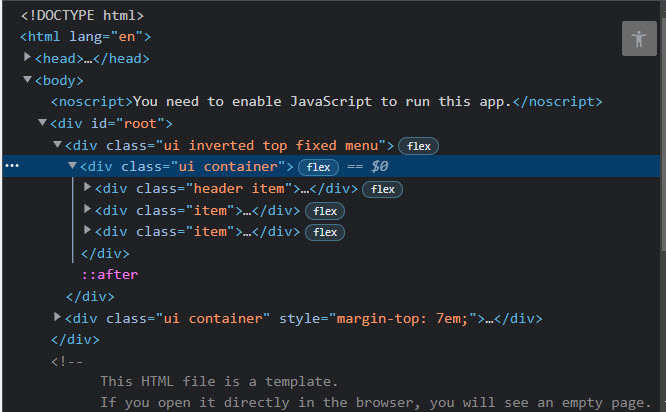 <!DOCTYPE html>
<html lang="en">
<head>…</head>
<body>
<noscript>You need to enable JavaScript to run this app.</noscript>
<div id="root">
<div class="ui inverted top fixed menu"> flex
<div class="ui container"> flex == $0
<div class="header item">…</div> flex
<div class="item">…</div> flex
<div class="item">…</div> flex
</div>
::after
</div>
<div class="ui container" style="margin-top: 7em;">…</div>
</div>
<!--
This HTML file is a template.
If you open it directly in the browser, you will see an empty page.